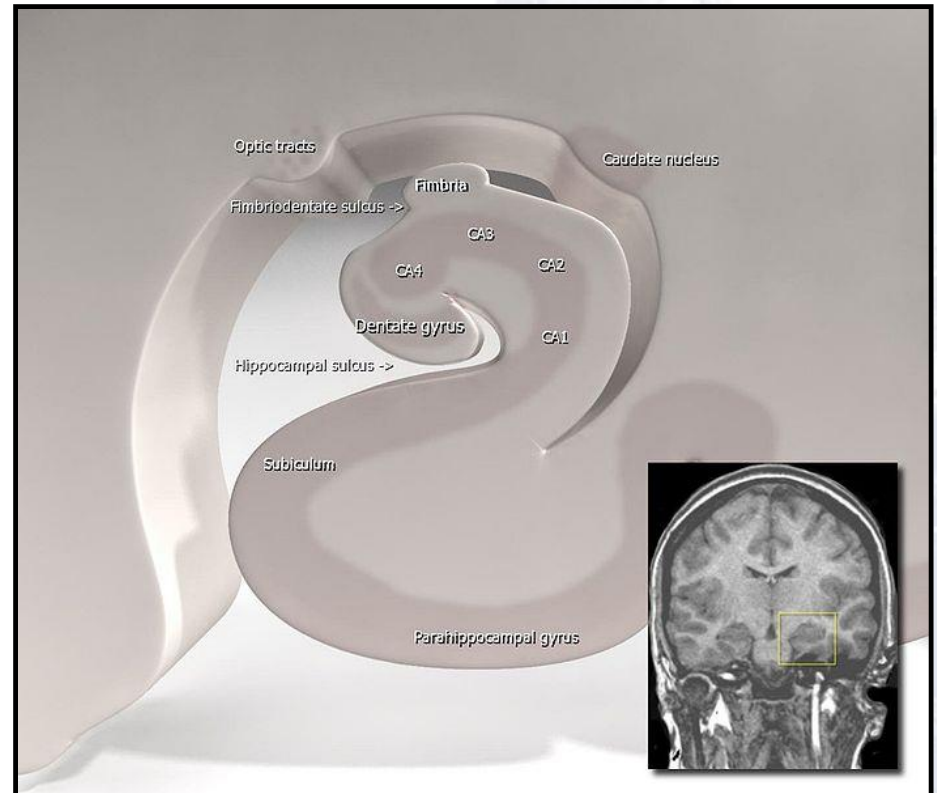 Optic tracts
Caudate nucleus
Fimbria
Fimbriodentate sulcus ->
CA3
CA2
CA4
Dentate gyrus
CA1
Hippocampal sulcus ->
Subiculum
Parahippocampal gyrus